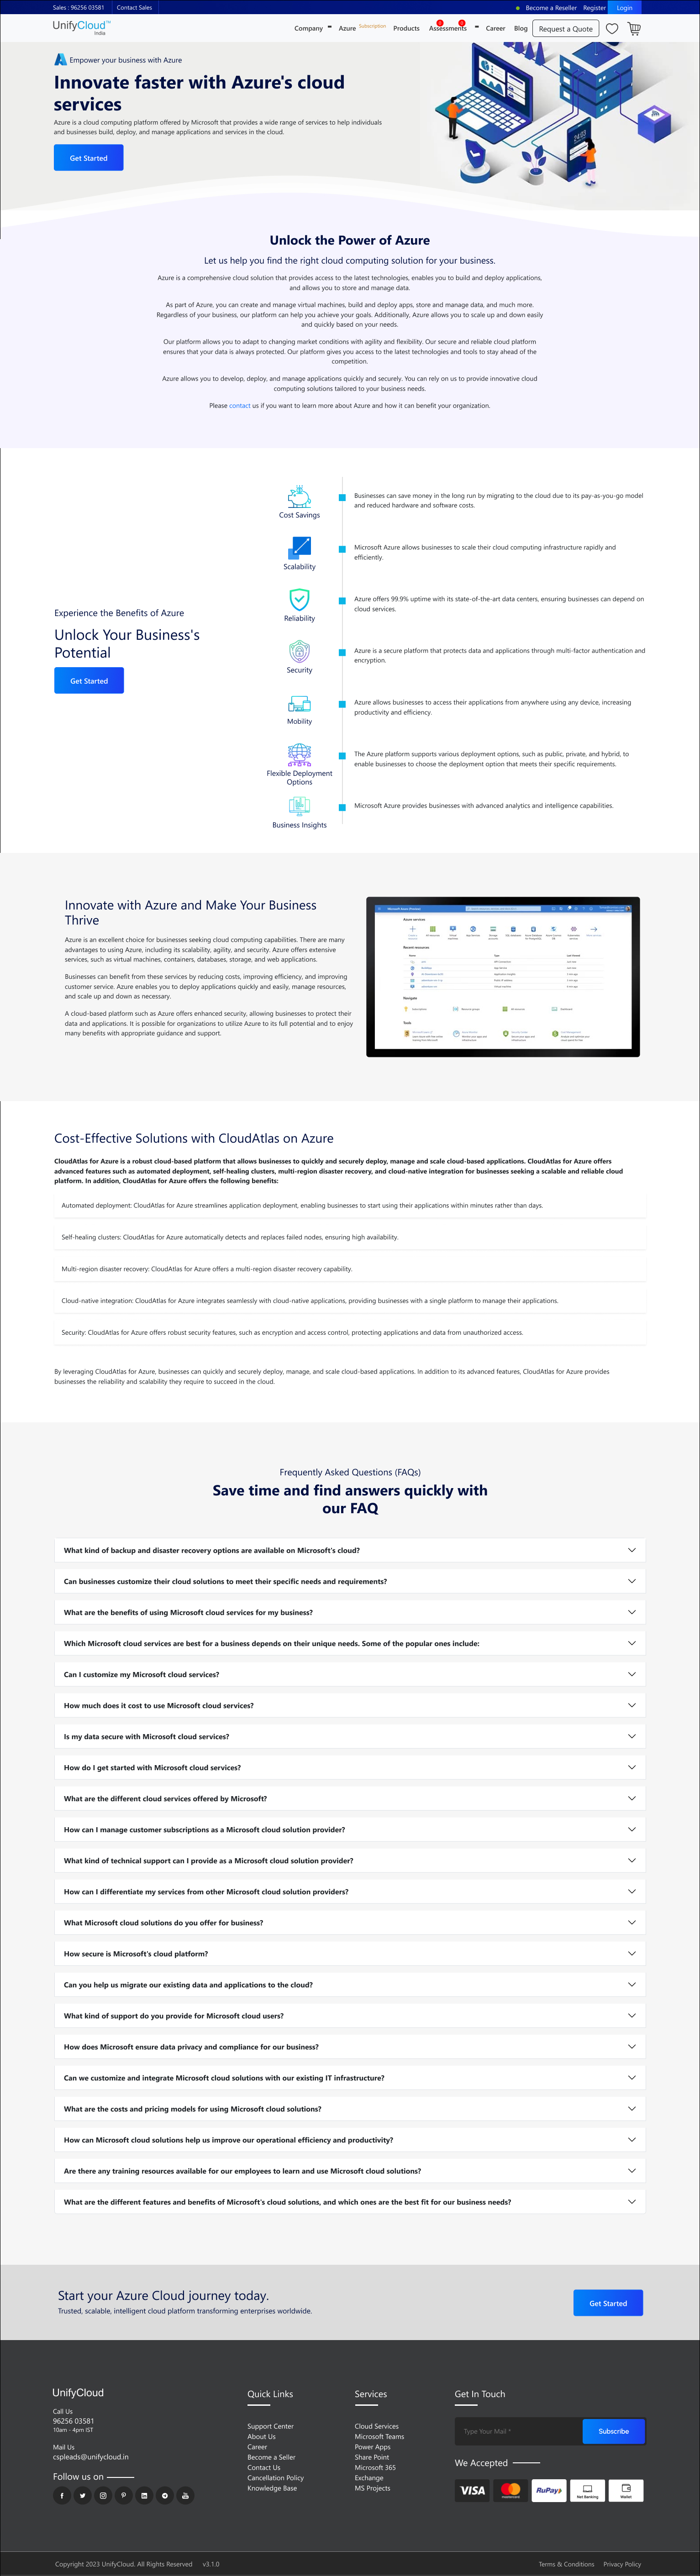 Sales : 96256 03581 Contact Sales Become a Reseller Register Login
UnifyCloud™
India
Company Azure Subscription Products Assessments Career Blog Request a Quote
Empower your business with Azure
Innovate faster with Azure's cloud
services
Azure is a cloud computing platform offered by Microsoft that provides a wide range of services to help individuals
and businesses build, deploy, and manage applications and services in the cloud.
Get Started
Unlock the Power of Azure
Let us help you find the right cloud computing solution for your business.
Azure is a comprehensive cloud solution that provides access to the latest technologies, enables you to build and deploy applications,
and allows you to store and manage data.
As part of Azure, you can create and manage virtual machines, build and deploy apps, store and manage data, and much more.
Regardless of your business, our platform can help you achieve your goals. Additionally, Azure allows you to scale up and down easily
and quickly based on your needs.
Our platform allows you to adapt to changing market conditions with agility and flexibility. Our secure and reliable cloud platform
ensures that your data is always protected. Our platform gives you access to the latest technologies and tools to stay ahead of the
competition.
Azure allows you to develop, deploy, and manage applications quickly and securely. You can rely on us to provide innovative cloud
computing solutions tailored to your business needs.
Please contact us if you want to learn more about Azure and how it can benefit your organization.
Experience the Benefits of Azure
Unlock Your Business's
Potential
Get Started
Cost Savings
Businesses can save money in the long run by migrating to the cloud due to its pay-as-you-go model
and reduced hardware and software costs.
Scalability
Microsoft Azure allows businesses to scale their cloud computing infrastructure rapidly and
efficiently.
Reliability
Azure offers 99.9% uptime with its state-of-the-art data centers, ensuring businesses can depend on
cloud services.
Security
Azure is a secure platform that protects data and applications through multi-factor authentication and
encryption.
Mobility
Azure allows businesses to access their applications from anywhere using any device, increasing
productivity and efficiency.
Flexible Deployment
Options
The Azure platform supports various deployment options, such as public, private, and hybrid, to
enable businesses to choose the deployment option that meets their specific requirements.
Business Insights
Microsoft Azure provides businesses with advanced analytics and intelligence capabilities.
Innovate with Azure and Make Your Business
Thrive
Azure is an excellent choice for businesses seeking cloud computing capabilities. There are many
advantages to using Azure, including its scalability, agility, and security. Azure offers extensive
services, such as virtual machines, containers, databases, storage, and web applications.
Businesses can benefit from these services by reducing costs, improving efficiency, and improving
customer service. Azure enables you to deploy applications quickly and easily, manage resources,
and scale up and down as necessary.
A cloud-based platform such as Azure offers enhanced security, allowing businesses to protect their
data and applications. It is possible for organizations to utilize Azure to its full potential and to enjoy
many benefits with appropriate guidance and support.
Azure services
Recent resources
Navigate
Tools
Cost-Effective Solutions with CloudAtlas on Azure
CloudAtlas for Azure is a robust cloud-based platform that allows businesses to quickly and securely deploy, manage and scale cloud-based applications. CloudAtlas for Azure offers
advanced features such as automated deployment, self-healing clusters, multi-region disaster recovery, and cloud-native integration for businesses seeking a scalable and reliable cloud
platform. In addition, CloudAtlas for Azure offers the following benefits:
Automated deployment: CloudAtlas for Azure streamlines application deployment, enabling businesses to start using their applications within minutes rather than days.
Self-healing clusters: CloudAtlas for Azure automatically detects and replaces failed nodes, ensuring high availability.
Multi-region disaster recovery: CloudAtlas for Azure offers a multi-region disaster recovery capability.
Cloud-native integration: CloudAtlas for Azure integrates seamlessly with cloud-native applications, providing businesses with a single platform to manage their applications.
Security: CloudAtlas for Azure offers robust security features, such as encryption and access control, protecting applications and data from unauthorized access.
By leveraging CloudAtlas for Azure, businesses can quickly and securely deploy, manage, and scale cloud-based applications. In addition to its advanced features, CloudAtlas for Azure provides
businesses the reliability and scalability they require to succeed in the cloud.
Frequently Asked Questions (FAQs)
Save time and find answers quickly with
our FAQ
What kind of backup and disaster recovery options are available on Microsoft's cloud?
Can businesses customize their cloud solutions to meet their specific needs and requirements?
What are the benefits of using Microsoft cloud services for my business?
Which Microsoft cloud services are best for a business depends on their unique needs. Some of the popular ones include:
Can I customize my Microsoft cloud services?
How much does it cost to use Microsoft cloud services?
Is my data secure with Microsoft cloud services?
How do I get started with Microsoft cloud services?
What are the different cloud services offered by Microsoft?
How can I manage customer subscriptions as a Microsoft cloud solution provider?
What kind of technical support can I provide as a Microsoft cloud solution provider?
How can I differentiate my services from other Microsoft cloud solution providers?
What Microsoft cloud solutions do you offer for business?
How secure is Microsoft's cloud platform?
Can you help us migrate our existing data and applications to the cloud?
What kind of support do you provide for Microsoft cloud users?
How does Microsoft ensure data privacy and compliance for our business?
Can we customize and integrate Microsoft cloud solutions with our existing IT infrastructure?
What are the costs and pricing models for using Microsoft cloud solutions?
How can Microsoft cloud solutions help us improve our operational efficiency and productivity?
Are there any training resources available for our employees to learn and use Microsoft cloud solutions?
What are the different features and benefits of Microsoft's cloud solutions, and which ones are the best fit for our business needs?
Start your Azure Cloud journey today.
Trusted, scalable, intelligent cloud platform transforming enterprises worldwide.
Get Started
UnifyCloud
Call Us
96256 03581
10am - 4pm IST
Mail Us
cspleads@unifycloud.in
Follow us on
Quick Links
Support Center
About Us
Career
Become a Seller
Contact Us
Cancellation Policy
Knowledge Base
Services
Cloud Services
Microsoft Teams
Power Apps
Share Point
Microsoft 365
Exchange
MS Projects
Get In Touch
Type Your Mail *
Subscribe
We Accepted
VISA mastercard RuPay Net Banking Wallet
Copyright 2023 UnifyCloud. All Rights Reserved v3.1.0
Terms & Conditions Privacy Policy